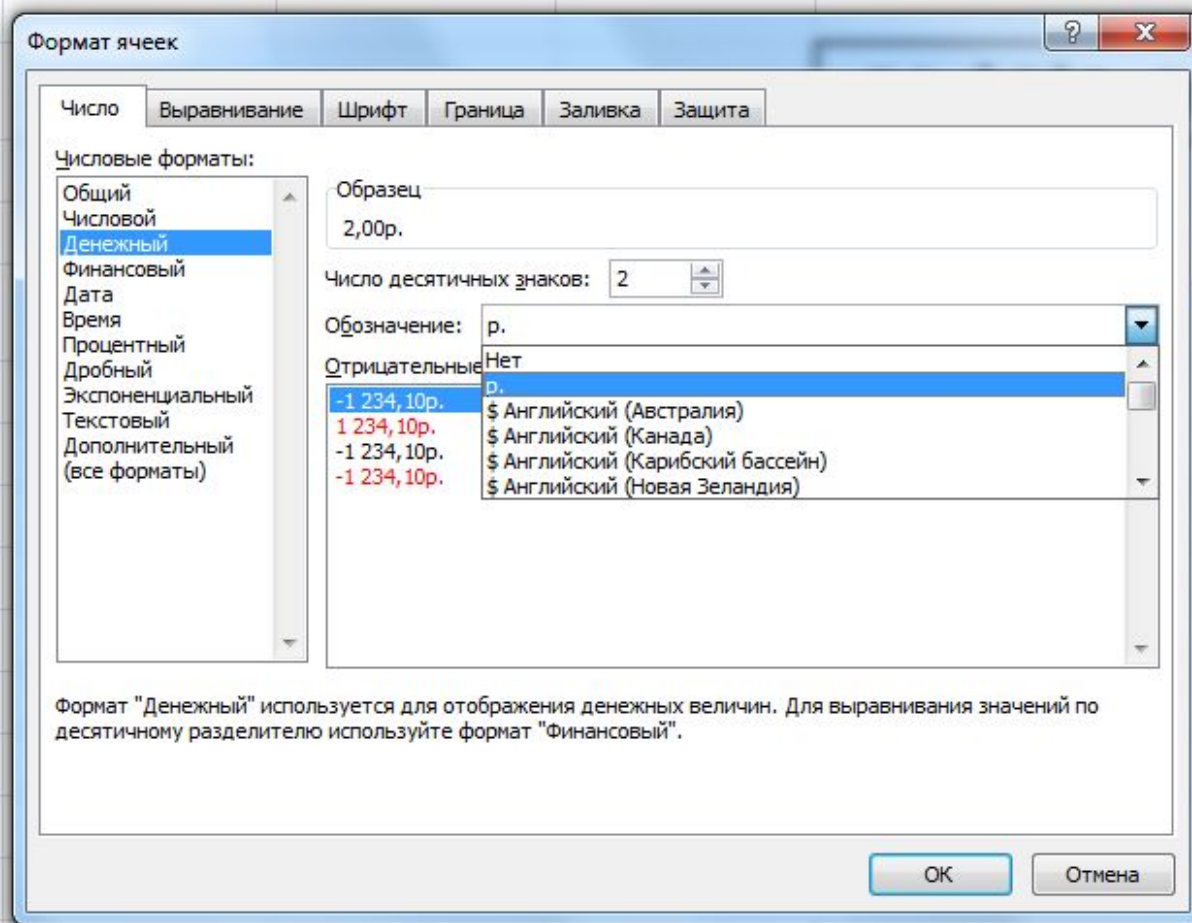 Формат ячеек
Число
Выравнивание
Шрифт
Граница
Заливка
Защита
Числовые форматы:
Общий
Числовой
Денежный
Финансовый
Дата
Время
Процентный
Дробный
Экспоненциальный
Текстовый
Дополнительный
(все форматы)
Образец
2,00р.
Число десятичных знаков: 2
Обозначение: р.
Нет
р.
$ Английский (Австралия)
$ Английский (Канада)
$ Английский (Карибский бассейн)
$ Английский (Новая Зеландия)
Отрицательные
-1 234,10р.
1 234,10р.
-1 234,10р.
-1 234,10р.
Формат "Денежный" используется для отображения денежных величин. Для выравнивания значений по
десятичному разделителю используйте формат "Финансовый".
ОК
Отмена